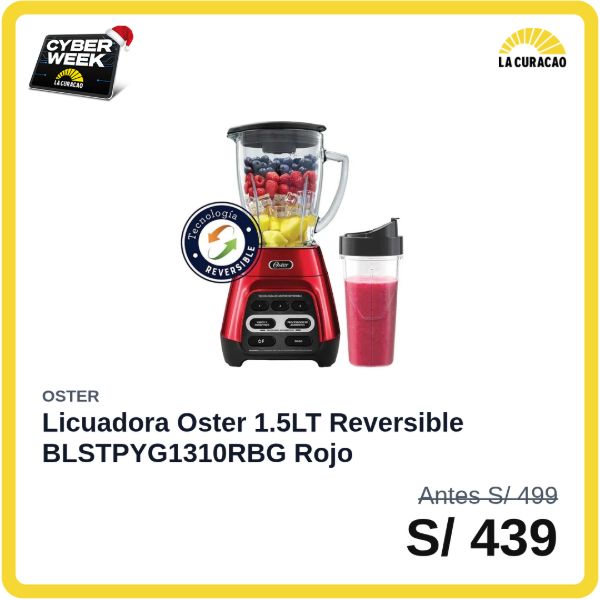 CYBER
WEEK
LA CURACAO
LA CURACAO
Tecnología
REVERSIBLE
Oster
OSTER
Licuadora Oster 1.5LT Reversible
BLSTPYG1310RBG Rojo
Antes S/ 499
S/ 439